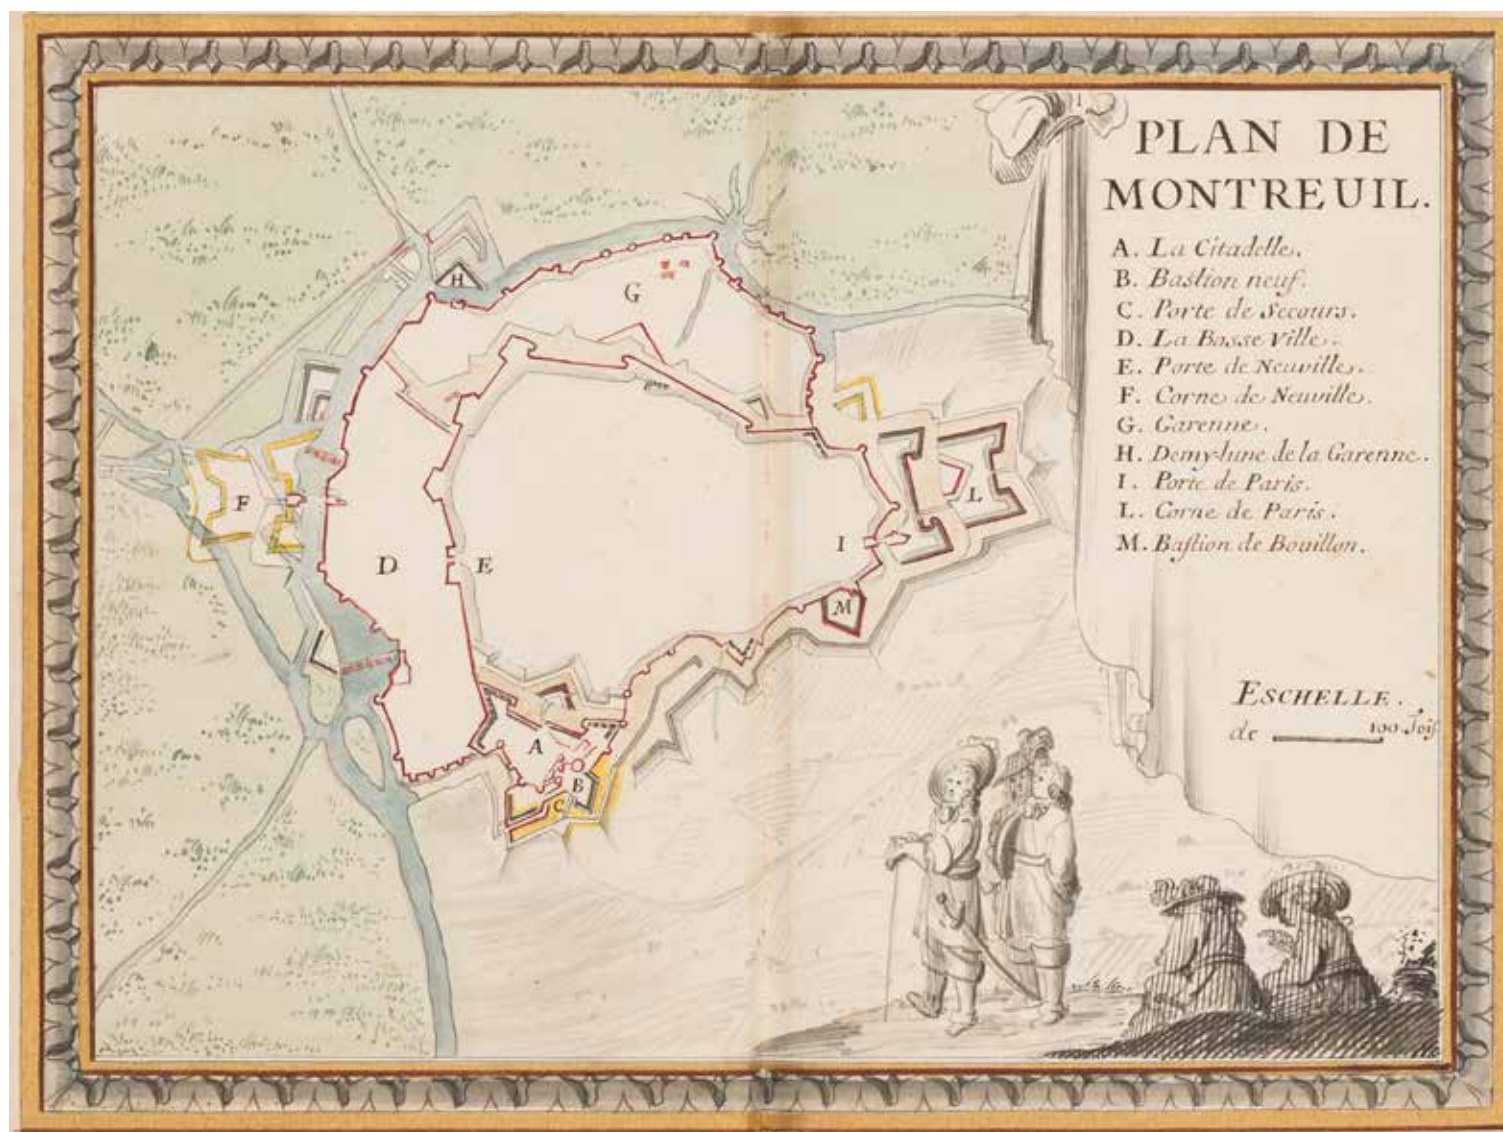 PLAN DE
MONTREUIL.
A. La Citadelle.
B. Bastion neuf.
C. Porte de Secours.
D. La Basse Ville.
E. Porte de Neuville.
F. Corne de Neuville.
G. Garenne.
H. Demy-lune de la Garenne.
I. Porte de Paris.
L. Corne de Paris.
M. Bastion de Bouillon.
ESCHELLE.
de 100 Tois
H
G
F
L
I
D
E
M
A
B
C